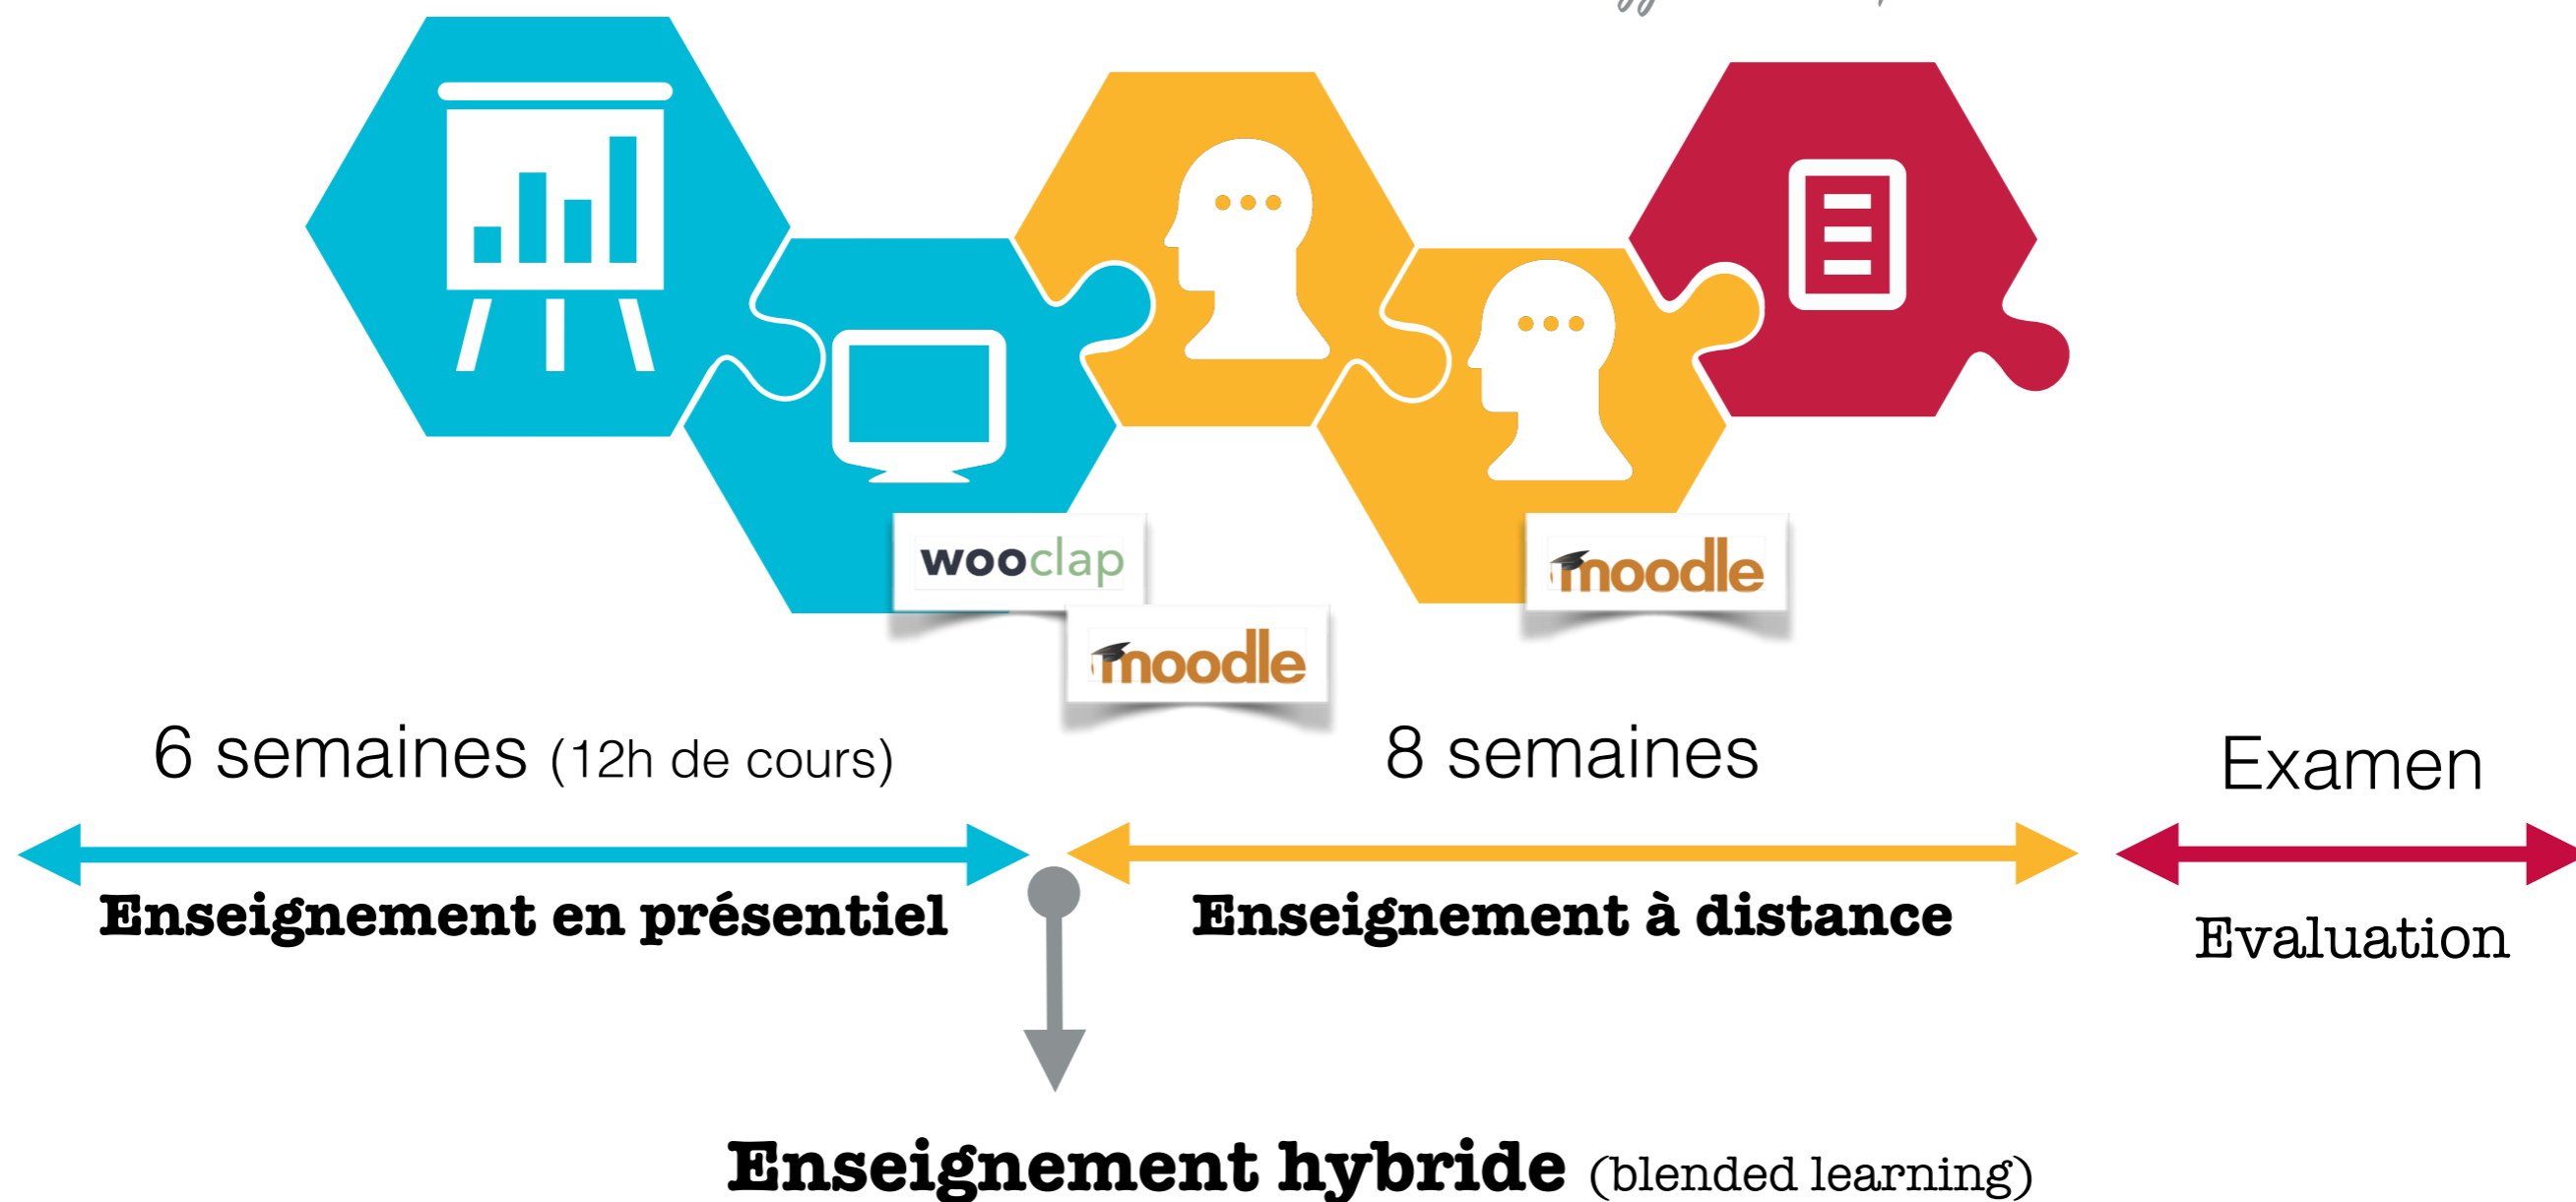 wooclap
moodle
moodle
6 semaines (12h de cours)
8 semaines
Examen
Enseignement en présentiel
Enseignement à distance
Evaluation
Enseignement hybride (blended learning)